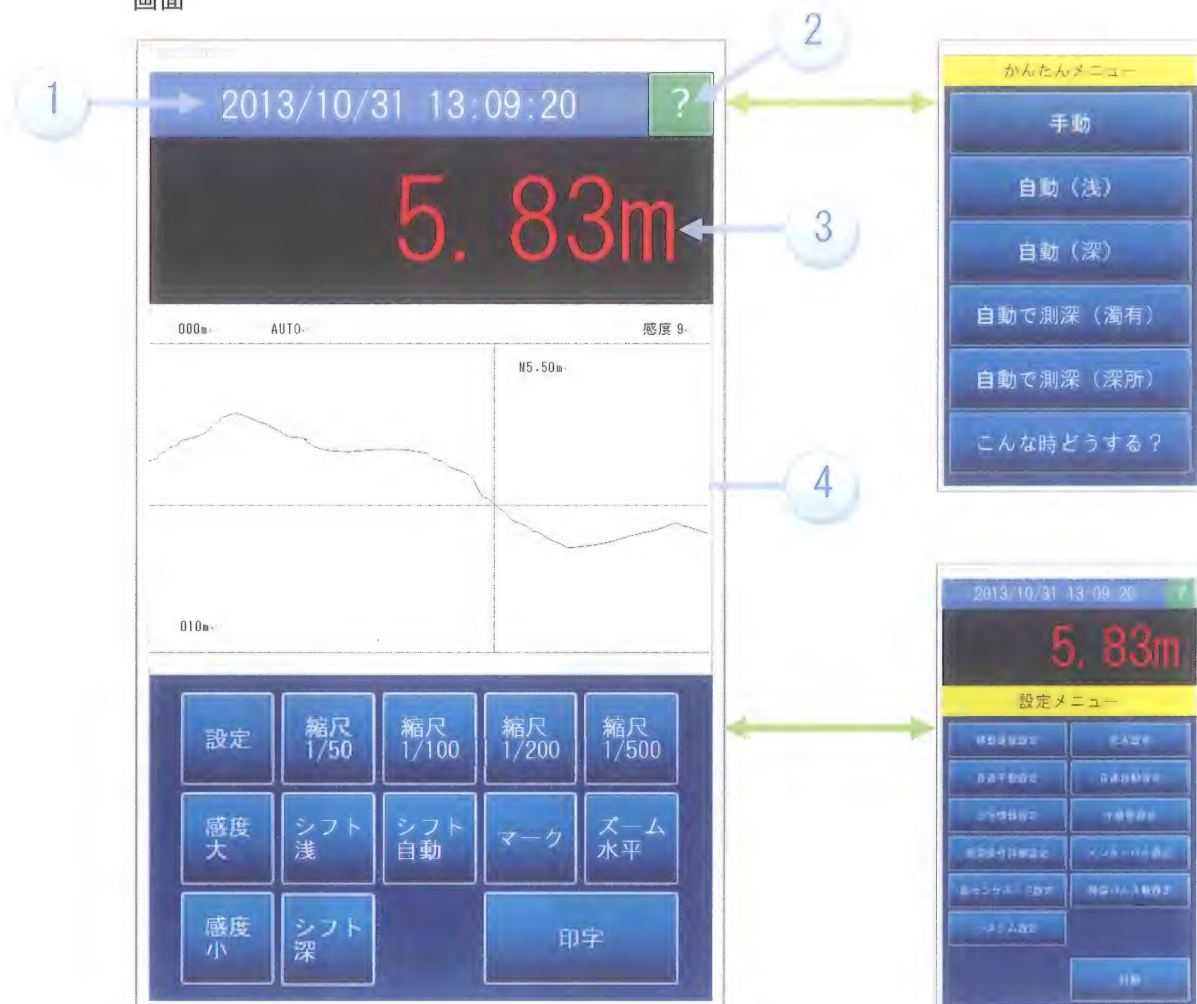 画面
1
2
2013/10/31 13:09:20
?
5. 83m
3
000m
AUTO
感度 9
N5.50m
4
010m
設定
縮尺
1/50
縮尺
1/100
縮尺
1/200
縮尺
1/500
感度
大
シフト
浅
シフト
自動
マーク
ズーム
水平
感度
小
シフト
深
印字
かんたんメニュー
手動
自動（浅）
自動（深）
自動で測深（濁有）
自動で測深（深所）
こんな時どうする？
2013/10/31 13:09:20
?
5. 83m
設定メニュー